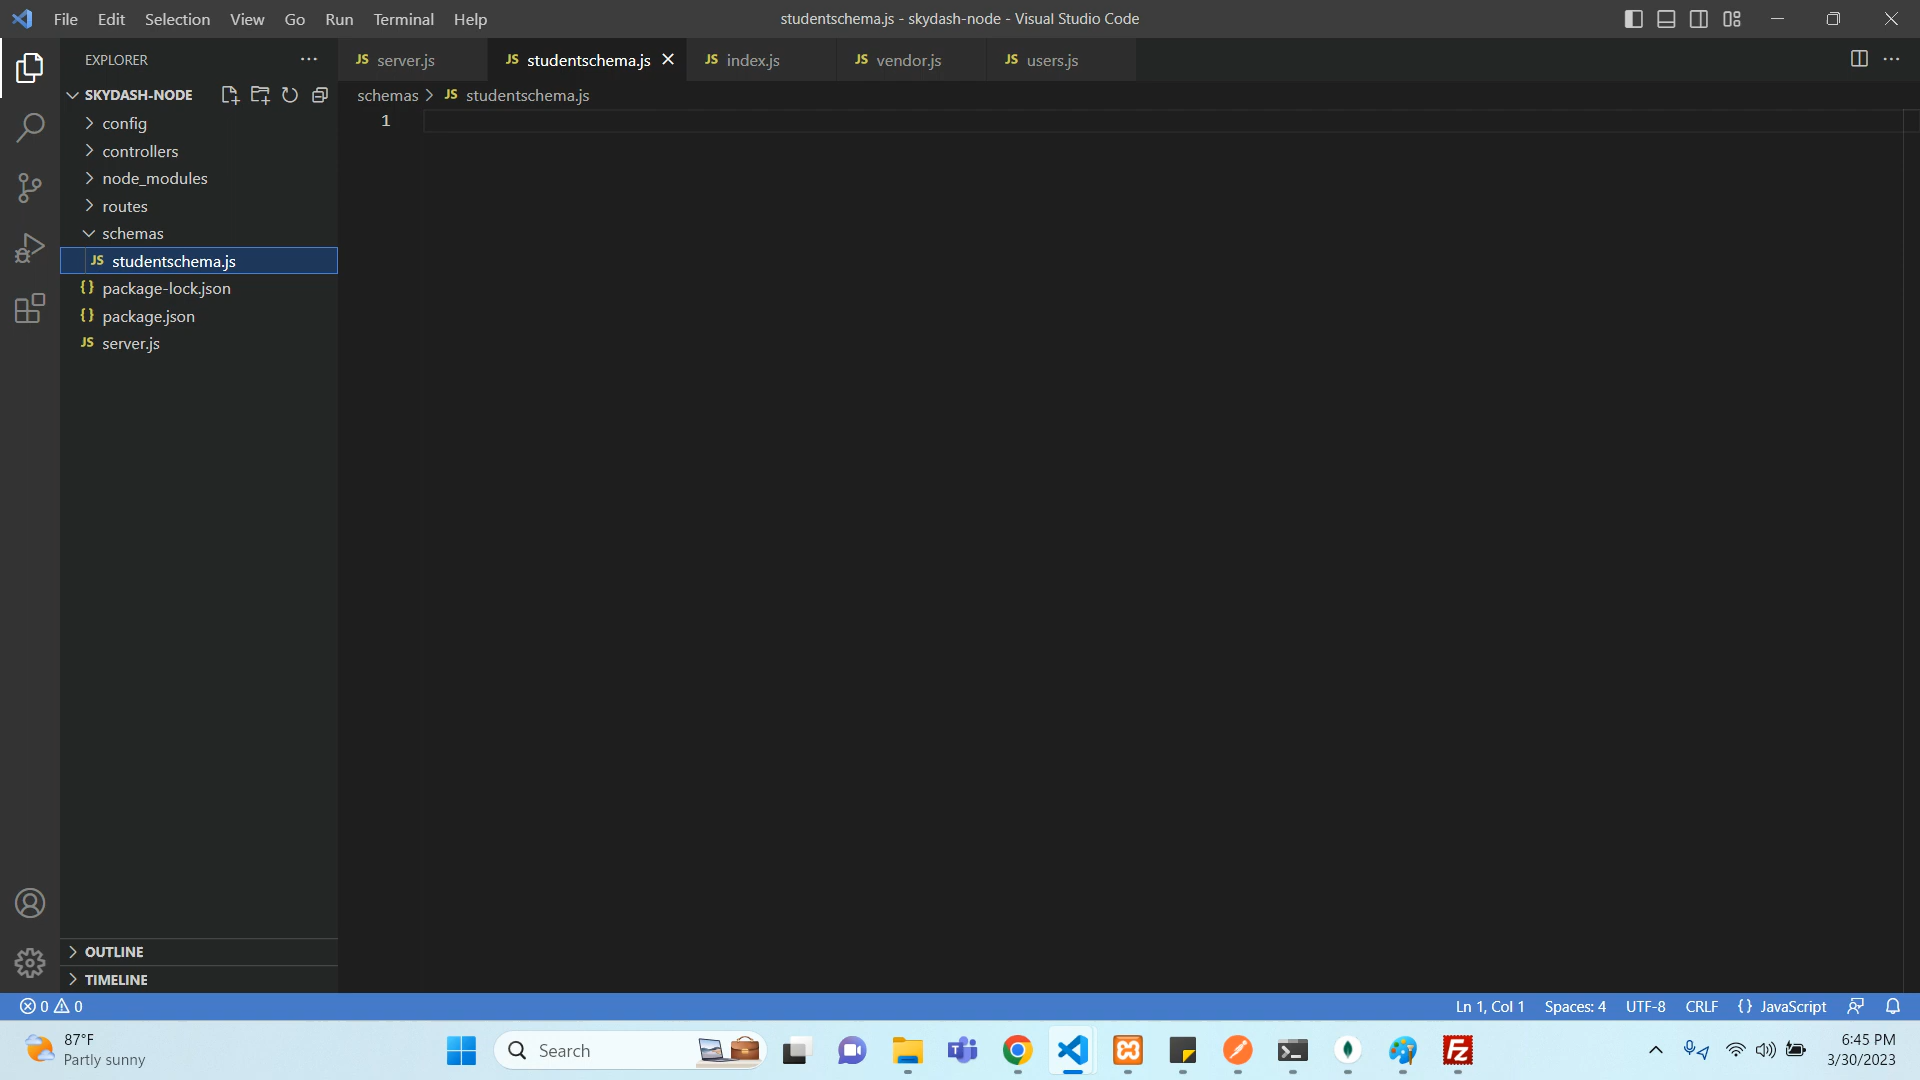 File Edit Selection View Go Run Terminal Help
studentschema.js - skydash-node - Visual Studio Code
EXPLORER
JS server.js
JS studentschema.js
JS index.js
JS vendor.js
JS users.js
SKYDASH-NODE
schemas > JS studentschema.js
1
config
controllers
node_modules
routes
schemas
JS studentschema.js
{} package-lock.json
{} package.json
JS server.js
OUTLINE
TIMELINE
0 0
Ln 1, Col 1 Spaces: 4 UTF-8 CRLF {} JavaScript
87°F
Partly sunny
Search
Fz
6:45 PM
3/30/2023